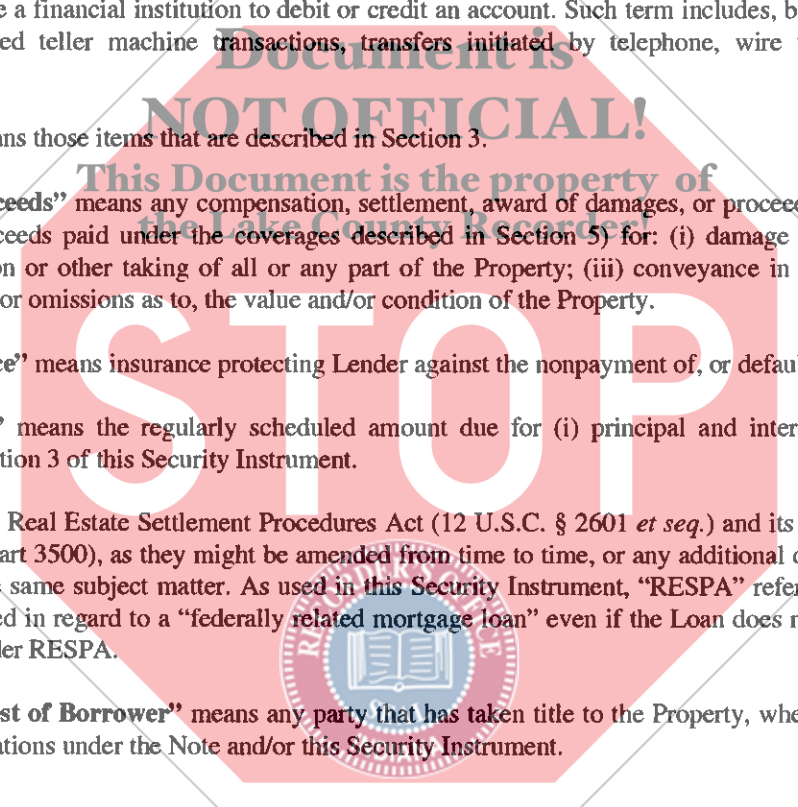 e a financial institution to debit or credit an account. Such term includes, b
ed teller machine transactions, transfers initiated by telephone, wire
Document is
NOT OFFICIAL!
ns those items that are described in Section 3.
This Document is the property of
the Lake County Recorder!
ceeds” means any compensation, settlement, award of damages, or procee
ceeds paid under the coverages described in Section 5) for: (i) damage
on or other taking of all or any part of the Property; (iii) conveyance in
or omissions as to, the value and/or condition of the Property.
ce” means insurance protecting Lender against the nonpayment of, or defau
” means the regularly scheduled amount due for (i) principal and inter
tion 3 of this Security Instrument.
STOP
Real Estate Settlement Procedures Act (12 U.S.C. § 2601 et seq.) and its
art 3500), as they might be amended from time to time, or any additional
s same subject matter. As used in this Security Instrument, “RESPA” refer
ed in regard to a “federally related mortgage loan” even if the Loan does
der RESPA.
RECORDER'S OFFICE
SEAL
INDIANA
st of Borrower” means any party that has taken title to the Property, whe
ations under the Note and/or this Security Instrument.